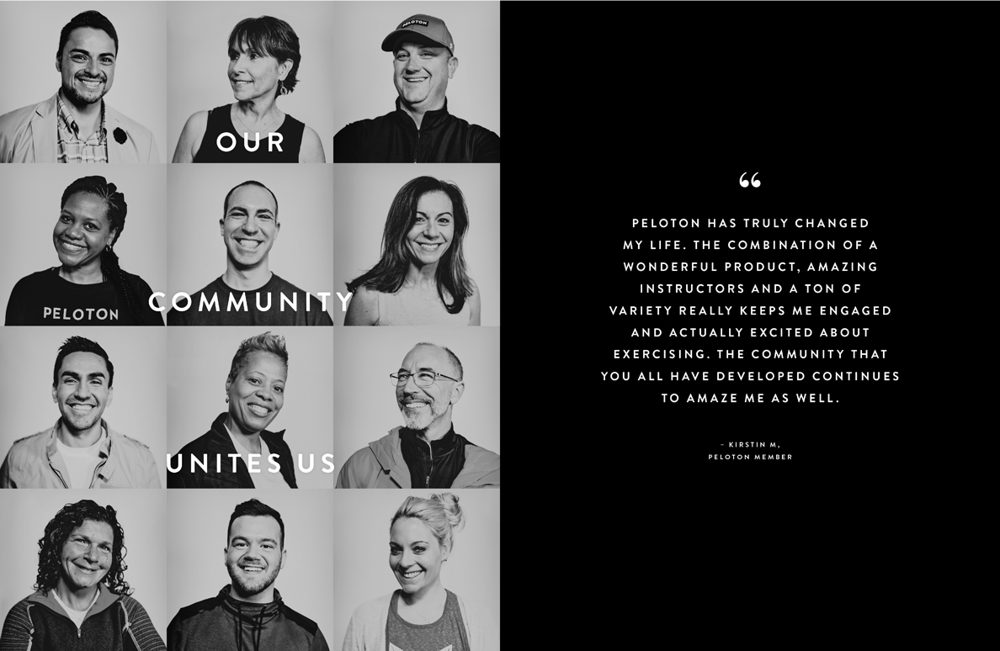 PELOTON
OUR
PELOTON
COMMUNITY
UNITES US
“
PELOTON HAS TRULY CHANGED
MY LIFE. THE COMBINATION OF A
WONDERFUL PRODUCT, AMAZING
INSTRUCTORS AND A TON OF
VARIETY REALLY KEEPS ME ENGAGED
AND ACTUALLY EXCITED ABOUT
EXERCISING. THE COMMUNITY THAT
YOU ALL HAVE DEVELOPED CONTINUES
TO AMAZE ME AS WELL.
– KIRSTIN M,
PELOTON MEMBER